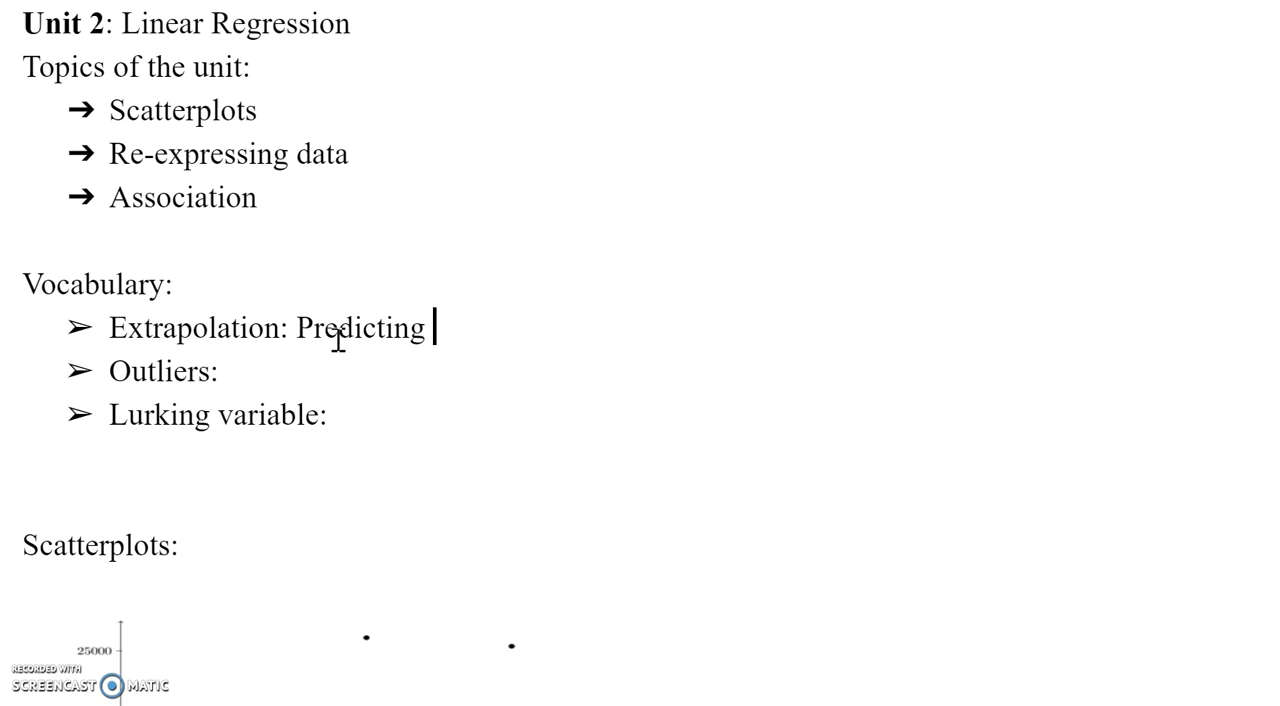 Unit 2: Linear Regression
Topics of the unit:
➔ Scatterplots
➔ Re-expressing data
➔ Association
Vocabulary:
➢ Extrapolation: Predicting
➢ Outliers:
➢ Lurking variable:
Scatterplots:
25000
RECORDED WITH
SCREENCAST MATIC